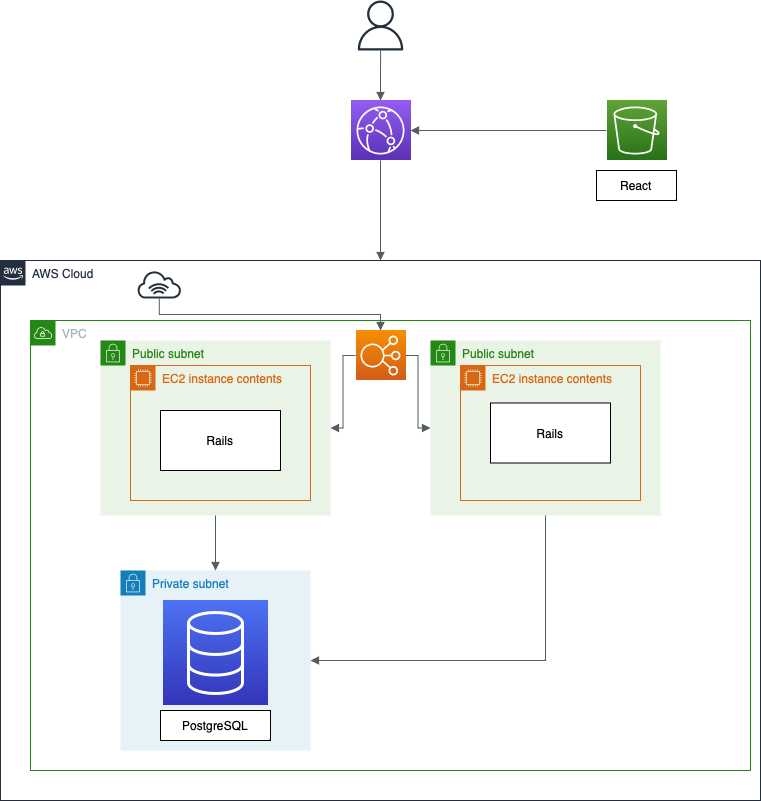 React
aws
AWS Cloud
VPC
Public subnet
EC2 instance contents
Rails
Public subnet
EC2 instance contents
Rails
Private subnet
PostgreSQL